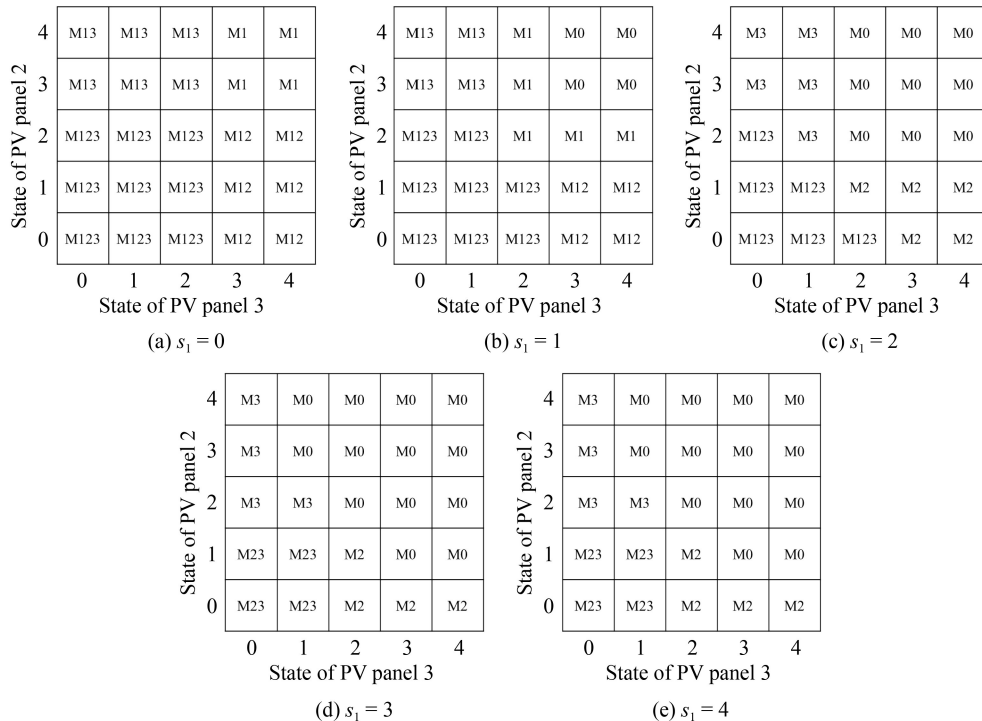 State of PV panel 2
4 M13 M13 M13 M1 M1
3 M13 M13 M13 M1 M1
2 M123 M123 M123 M12 M12
1 M123 M123 M123 M12 M12
0 M123 M123 M123 M12 M12
0 1 2 3 4
State of PV panel 3
(a) s₁ = 0
State of PV panel 2
4 M13 M13 M1 M0 M0
3 M13 M13 M1 M0 M0
2 M123 M123 M1 M1 M1
1 M123 M123 M123 M12 M12
0 M123 M123 M123 M12 M12
0 1 2 3 4
State of PV panel 3
(b) s₁ = 1
State of PV panel 2
4 M3 M3 M0 M0 M0
3 M3 M3 M0 M0 M0
2 M123 M3 M0 M0 M0
1 M123 M123 M2 M2 M2
0 M123 M123 M123 M2 M2
0 1 2 3 4
State of PV panel 3
(c) s₁ = 2
State of PV panel 2
4 M3 M0 M0 M0 M0
3 M3 M0 M0 M0 M0
2 M3 M3 M0 M0 M0
1 M23 M23 M2 M0 M0
0 M23 M23 M2 M2 M2
0 1 2 3 4
State of PV panel 3
(d) s₁ = 3
State of PV panel 2
4 M3 M0 M0 M0 M0
3 M3 M0 M0 M0 M0
2 M3 M3 M0 M0 M0
1 M23 M23 M2 M0 M0
0 M23 M23 M2 M2 M2
0 1 2 3 4
State of PV panel 3
(e) s₁ = 4